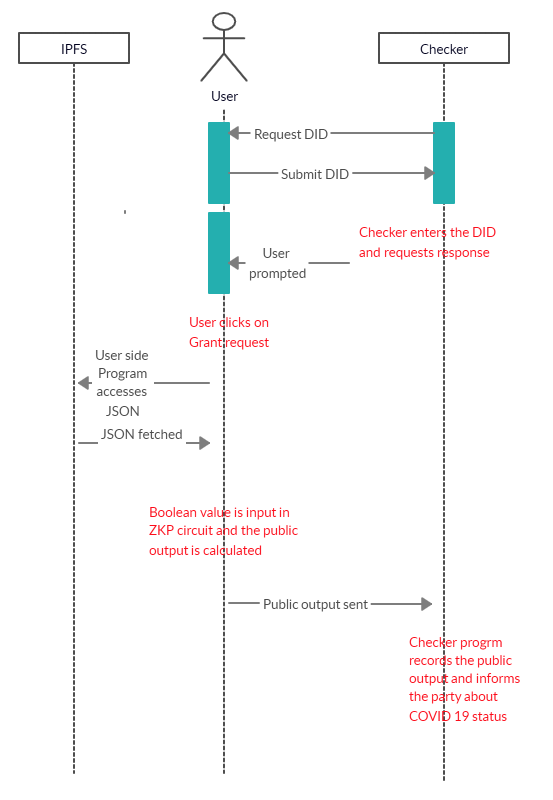 IPFS
User
Checker
Request DID
Submit DID
Checker enters the DID
and requests response
User
prompted
User clicks on
Grant request
User side
Program
accesses
JSON
JSON fetched
Boolean value is input in
ZKP circuit and the public
output is calculated
Public output sent
Checker progrm
records the public
output and informs
the party about
COVID 19 status